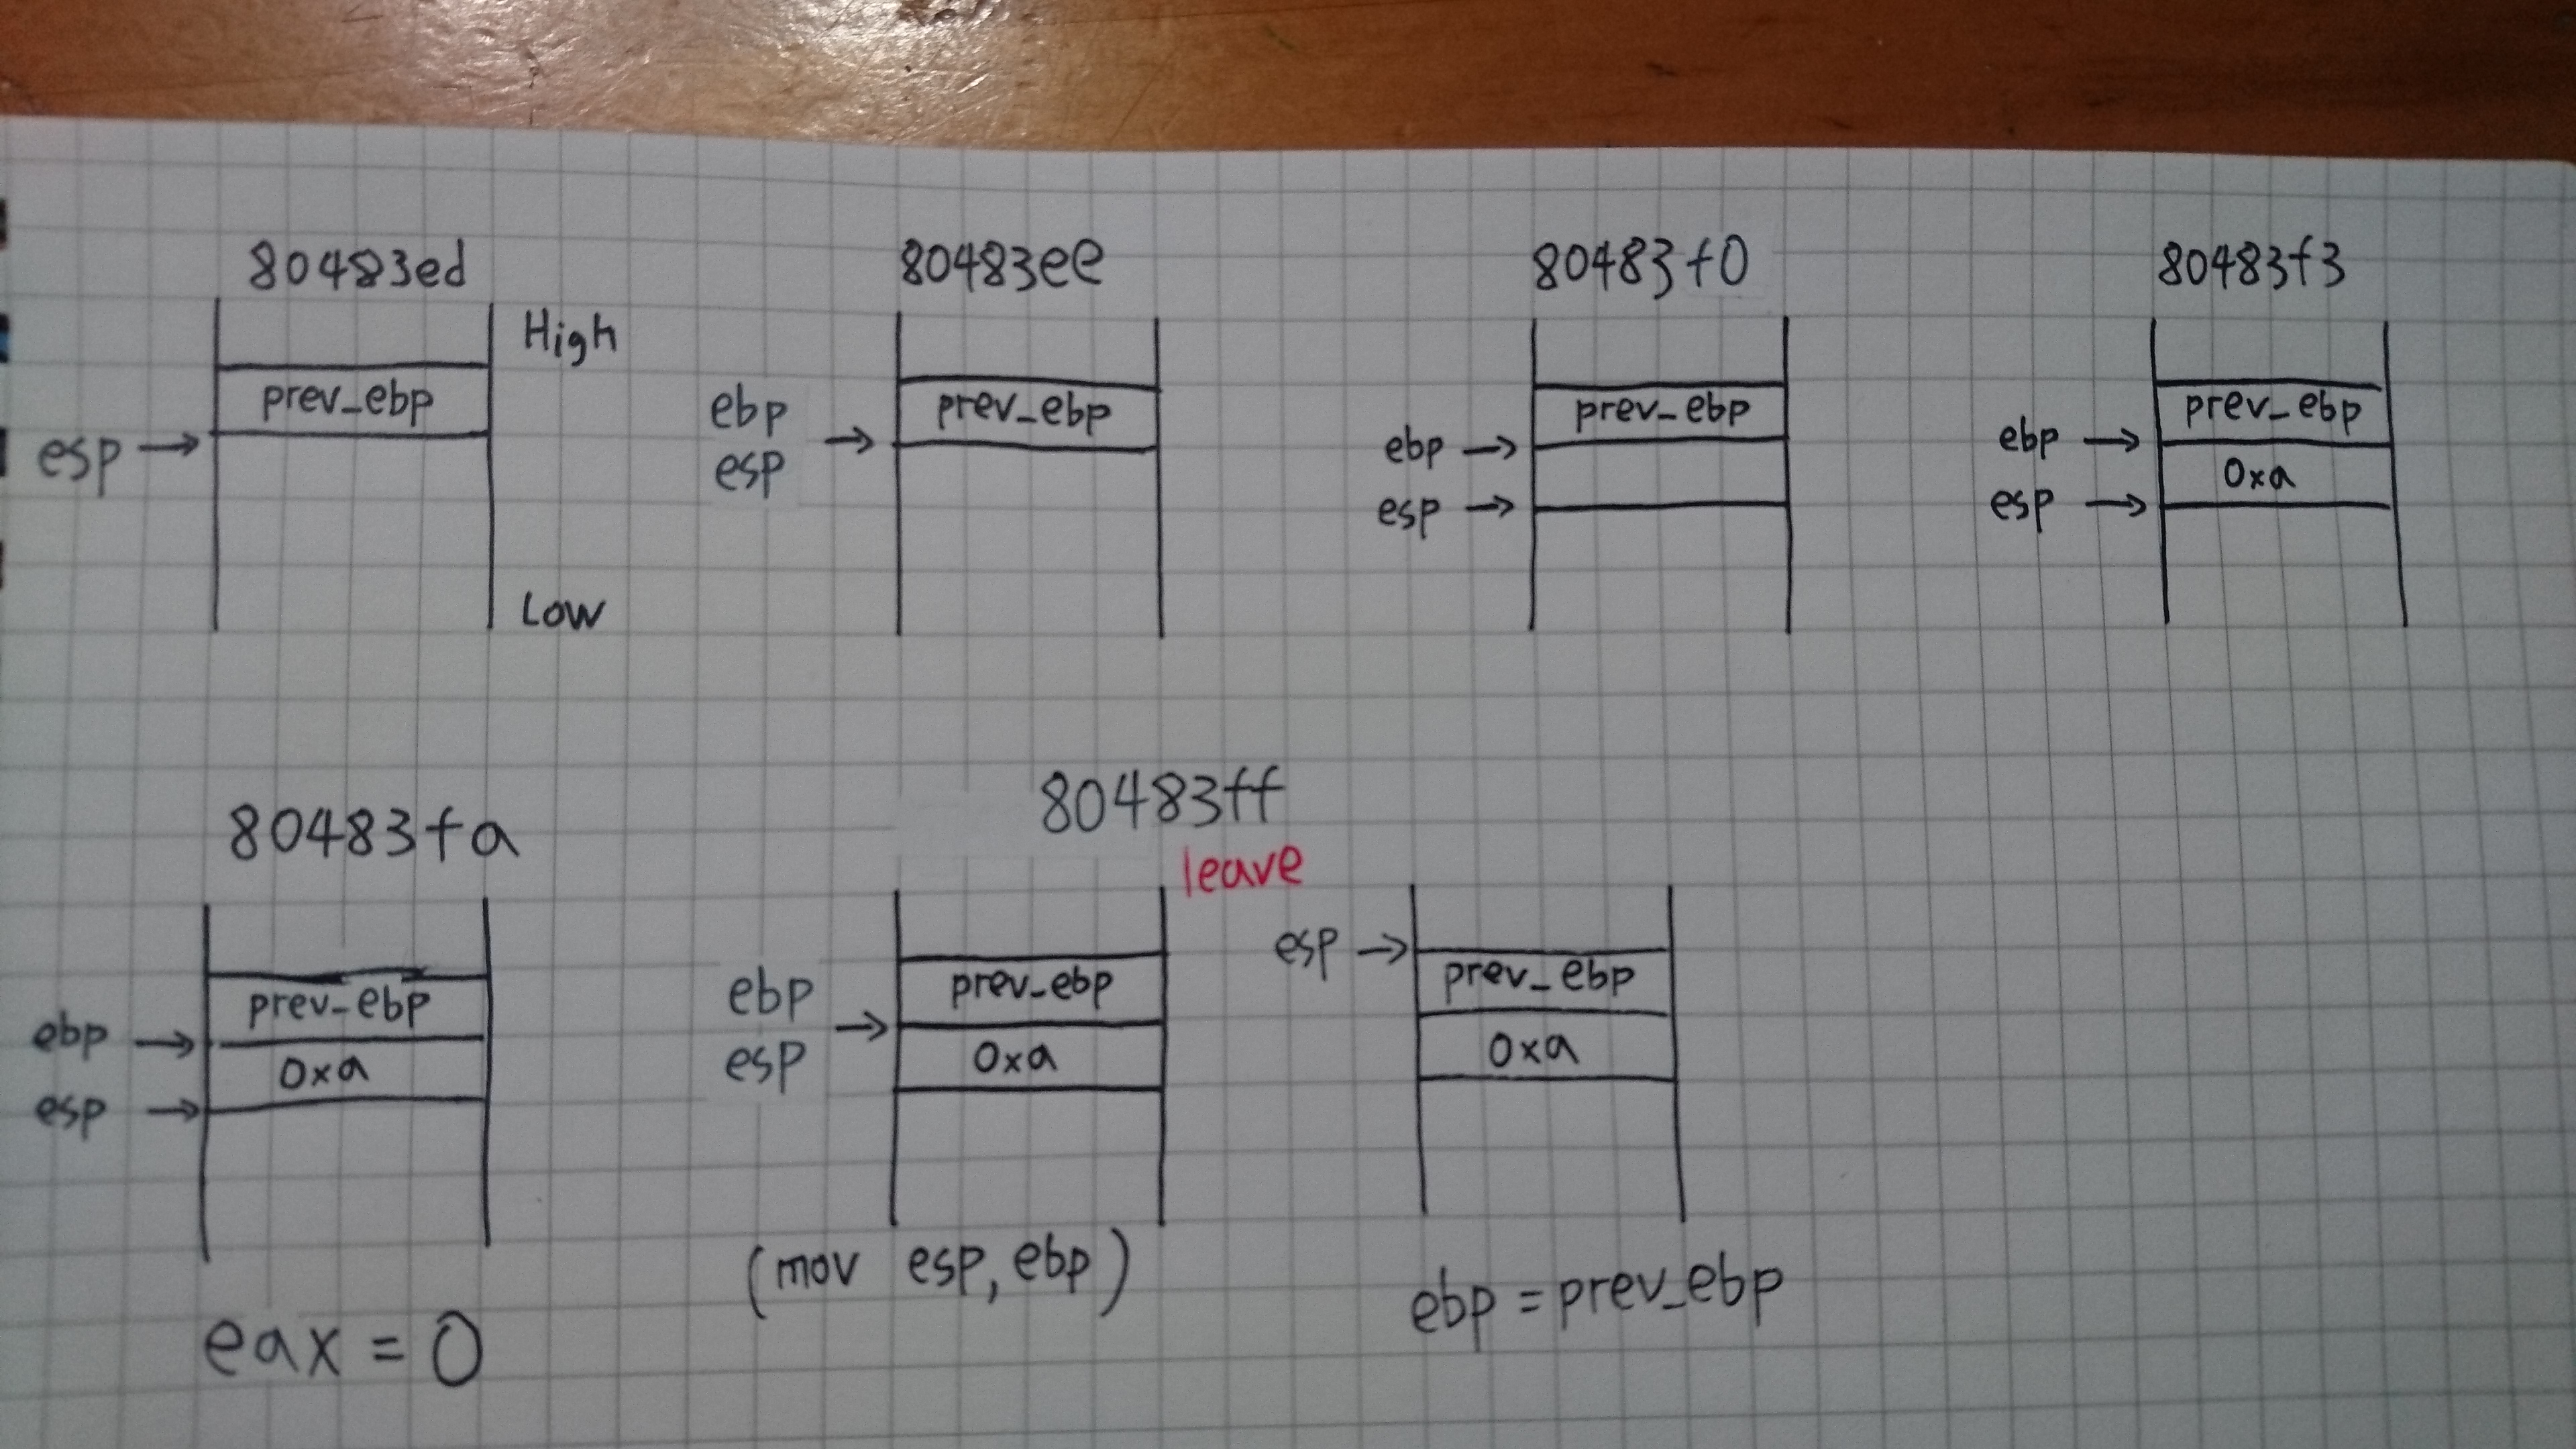 80483ed
High
prev_ebp
esp →
Low
80483ee
ebp
prev_ebp
esp →
80483f0
prev_ebp
ebp →
esp →
80483f3
prev_ebp
ebp →
0xa
esp →
80483fa
prev_ebp
ebp →
0xa
esp →
eax = 0
80483ff
leave
ebp
prev_ebp
esp →
0xa
(mov esp, ebp)
esp →
prev_ebp
0xa
ebp = prev_ebp